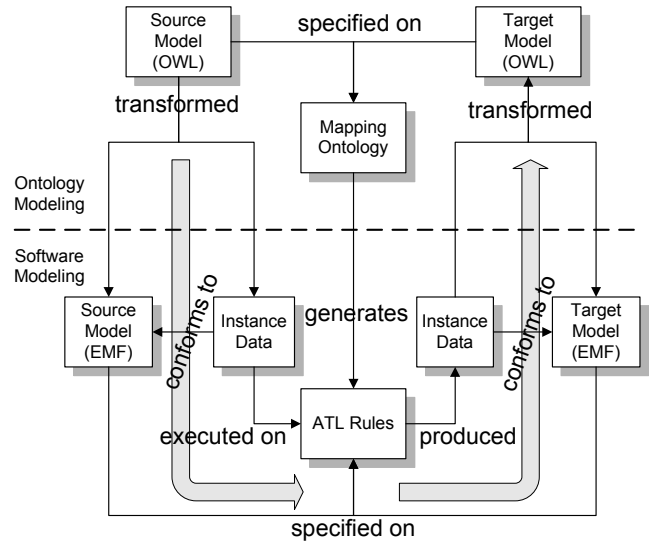 Source
Model
(OWL)
specified on
Target
Model
(OWL)
transformed
transformed
Mapping
Ontology
Ontology
Modeling
Software
Modeling
Source
Model
(EMF)
conforms to
Instance
Data
generates
Instance
Data
conforms to
Target
Model
(EMF)
executed on
ATL Rules
produced
specified on